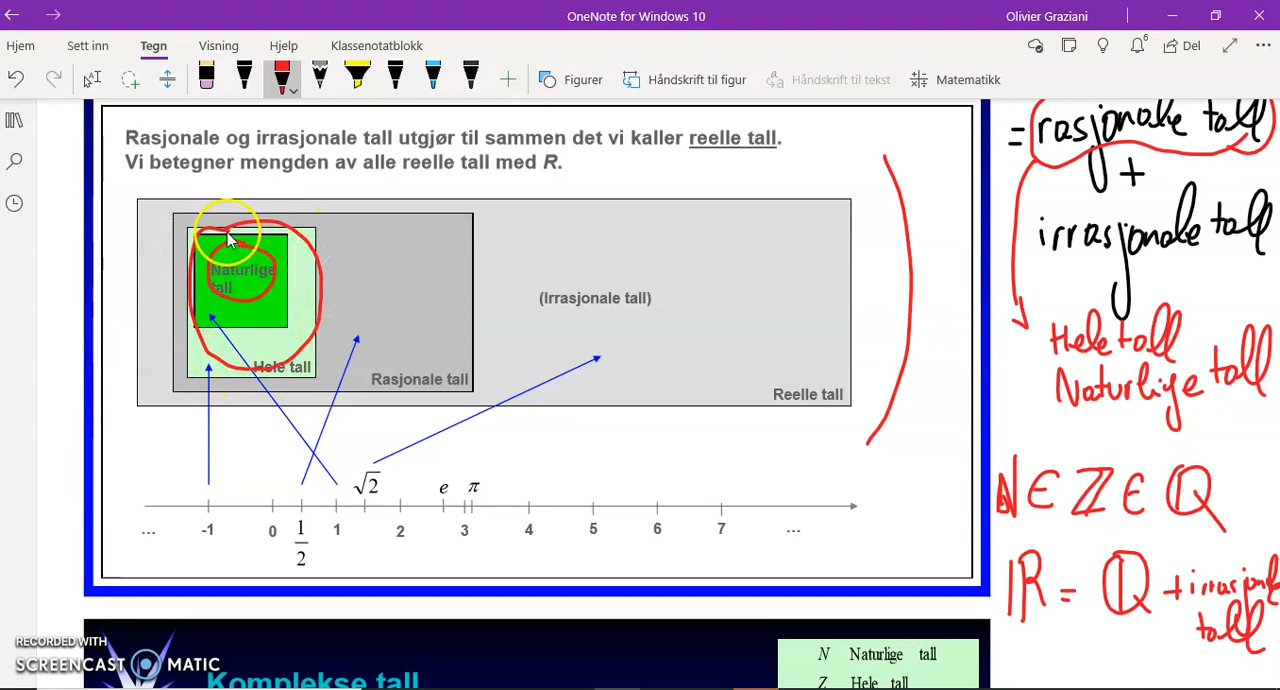 OneNote for Windows 10
Olivier Graziani
Hjem Sett inn Tegn Visning Hjelp Klassenotatblokk
6 Del
Figurer Håndskrift til figur Håndskrift til tekst Matematikk
Rasjonale og irrasjonale tall utgjør til sammen det vi kaller reelle tall.
Vi betegner mengden av alle reelle tall med R.
Naturlige
tall
Hele tall
Rasjonale tall
(Irrasjonale tall)
Reelle tall
√2 e π
... -1 0 1/2 1 2 3 4 5 6 7 ...
= rasjonale tall
+
irrasjonale tall
Hele tall
Naturlige tall
N ∈ ℤ ∈ ℚ
ℝ = ℚ + irrasjonale
tall
Komplekse tall
N Naturlige tall
Z Hele tall
RECORDED WITH
SCREENCAST MATIC